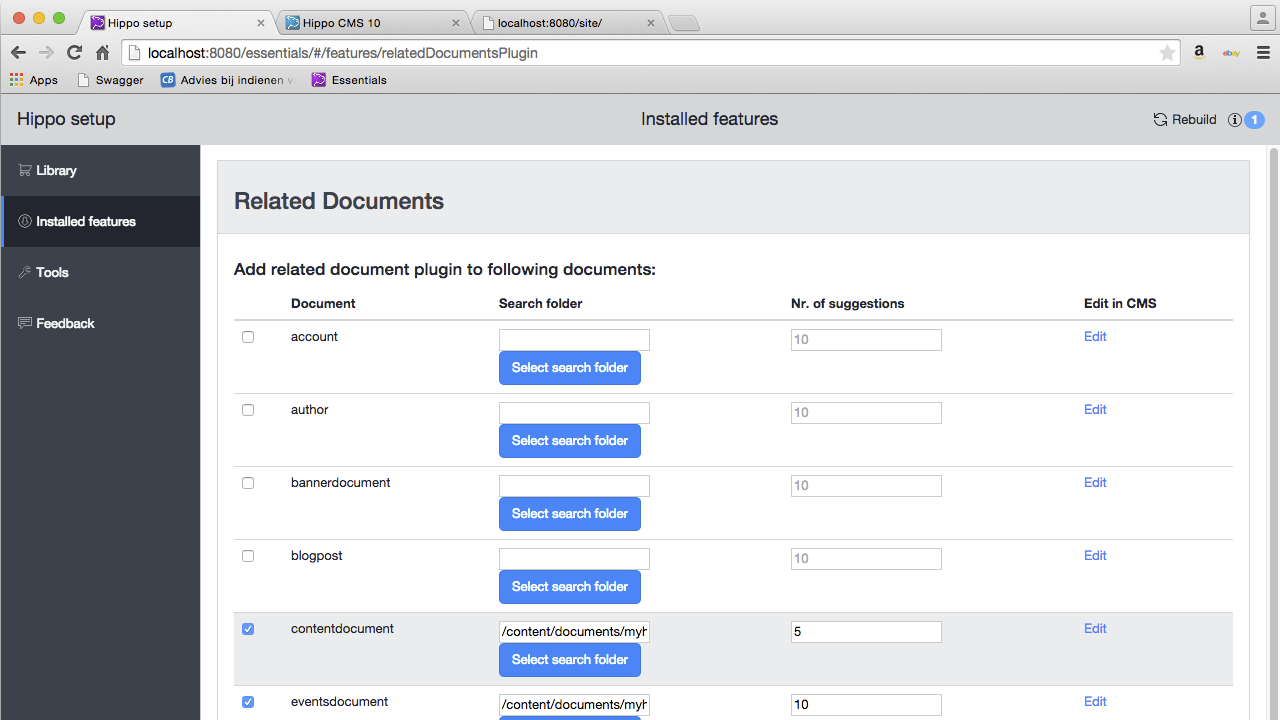 Hippo setup
Hippo CMS 10
localhost:8080/site/
localhost:8080/essentials/#/features/relatedDocumentsPlugin
a
ebay
Apps
Swagger
CB
Advies bij indienen v
Essentials
Hippo setup
Installed features
Rebuild
1
Library
Installed features
Tools
Feedback
Related Documents
Add related document plugin to following documents:
Document Search folder Nr. of suggestions Edit in CMS
account 10 Edit
Select search folder
author 10 Edit
Select search folder
bannerdocument 10 Edit
Select search folder
blogpost 10 Edit
Select search folder
contentdocument /content/documents/myh 5 Edit
Select search folder
eventsdocument /content/documents/myh 10 Edit